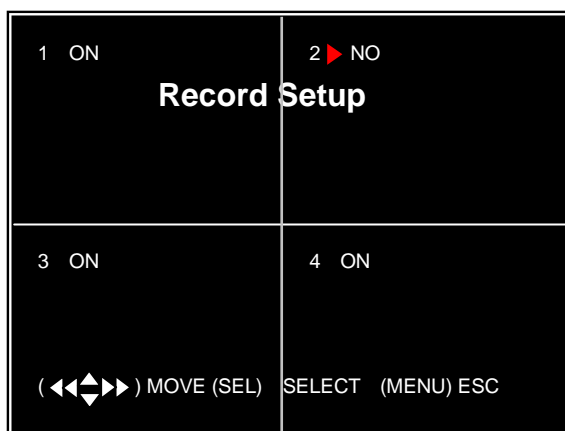 1 ON
2 NO
Record Setup
3 ON
4 ON
( ) MOVE (SEL) SELECT (MENU) ESC